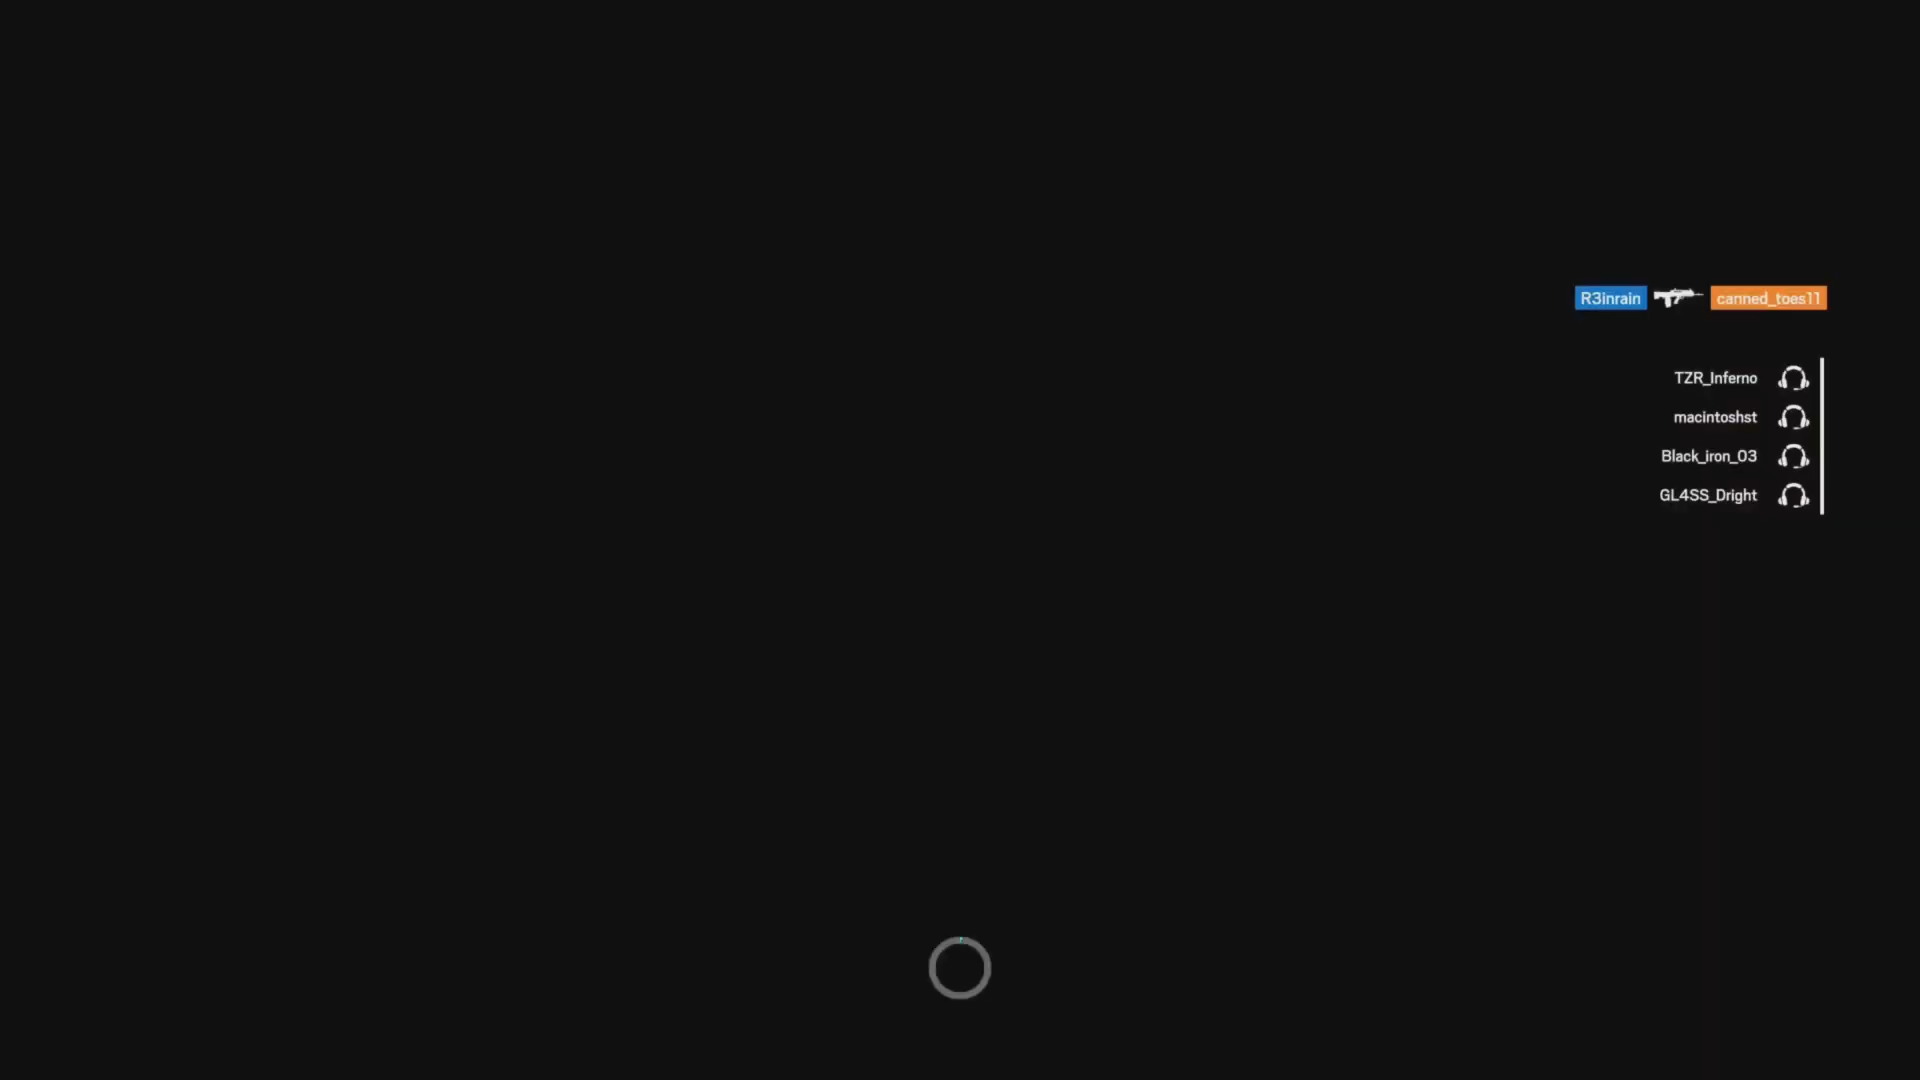 R3inrain canned_toes11
TZR_Inferno
macintoshst
Black_iron_03
GL4SS_Dright